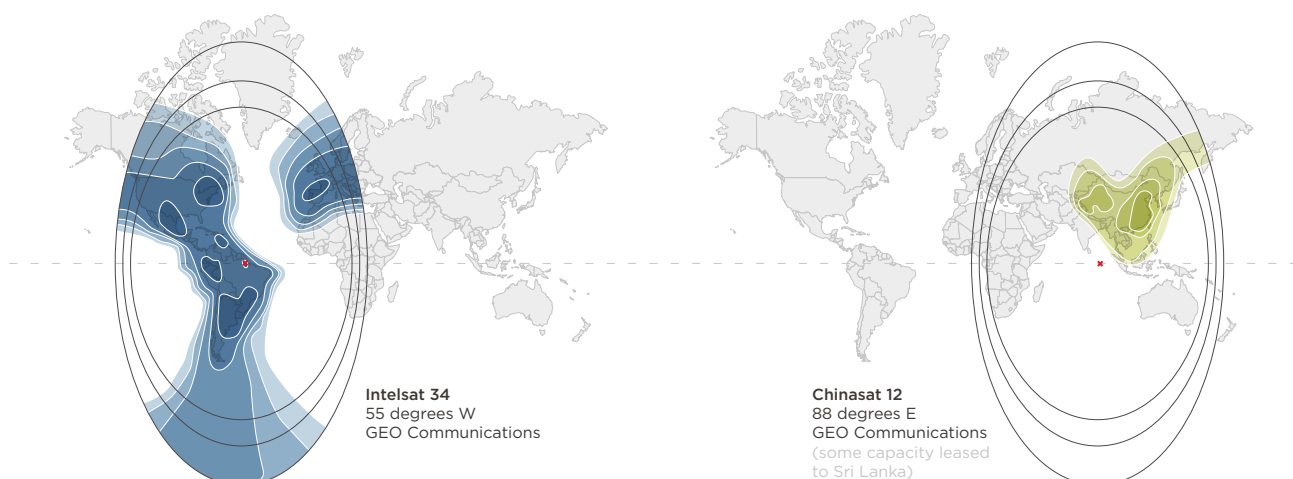 Intelsat 34
55 degrees W
GEO Communications
Chinasat 12
88 degrees E
GEO Communications
(some capacity leased
to Sri Lanka)